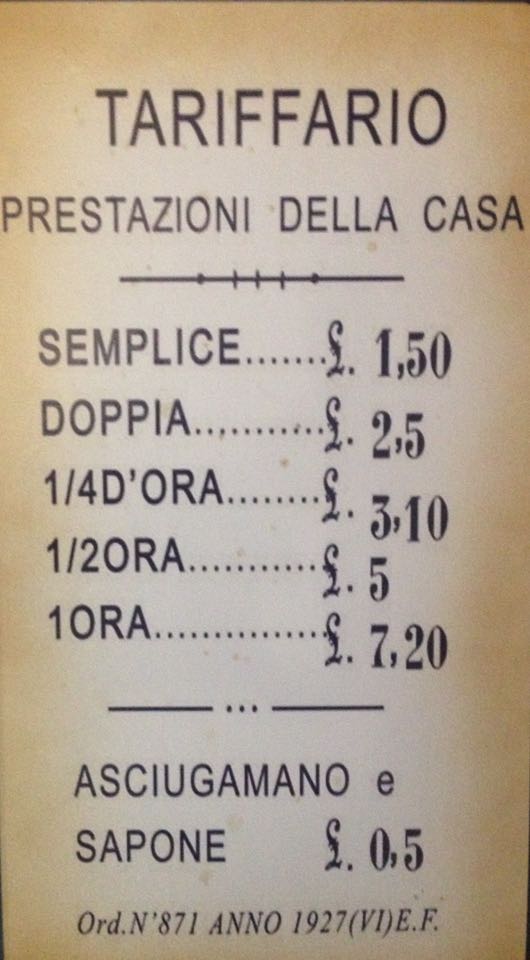 TARIFFARIO
PRESTAZIONI DELLA CASA
SEMPLICE.......£. 1,50
DOPPIA............£. 2,5
1/4D'ORA........£. 3,10
1/2ORA...........£. 5
1ORA...............£. 7,20
...
ASCIUGAMANO e
SAPONE £. 0,5
Ord.N'871 ANNO 1927(VI)E.F.